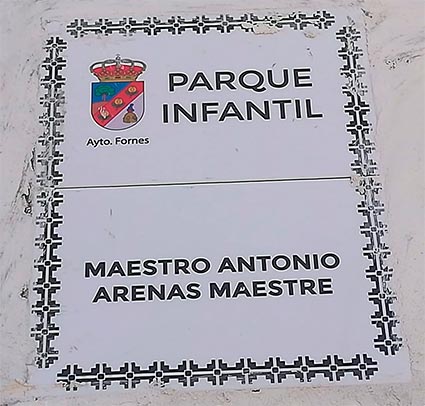 PARQUE
INFANTIL
Ayto. Fornes
MAESTRO ANTONIO
ARENAS MAESTRE